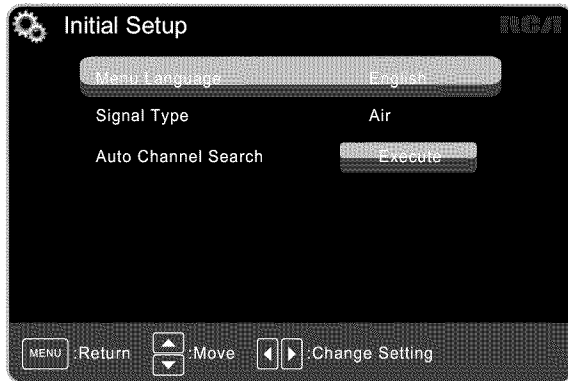 Initial Setup RCA
Menu Language English
Signal Type Air
Auto Channel Search Execute
MENU :Return :Move :Change Setting